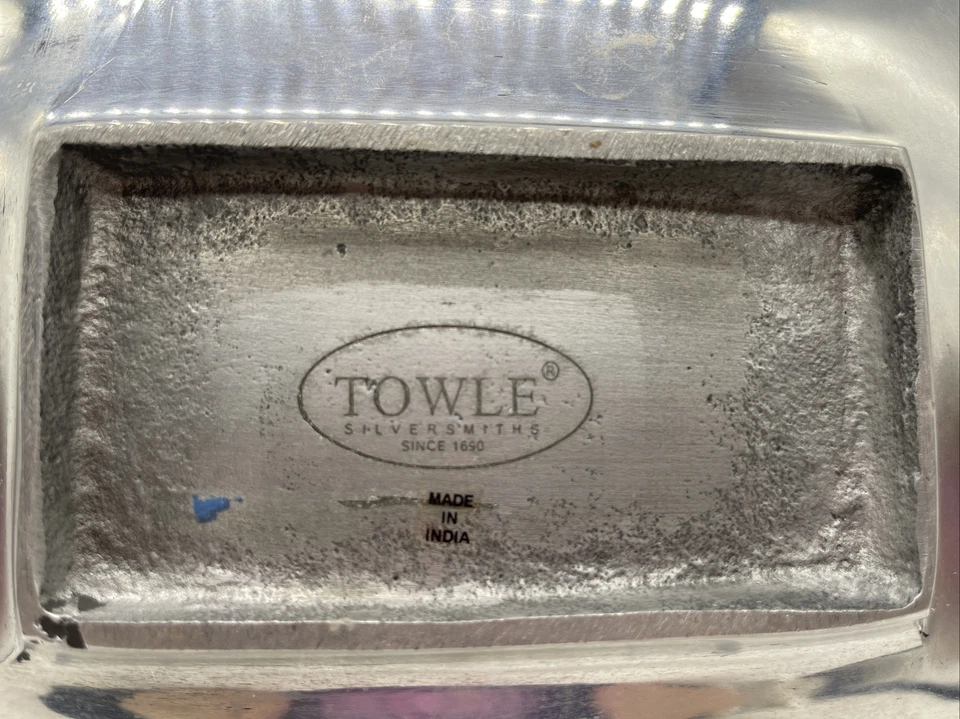 TOWLE®
SILVERSMITHS
SINCE 1690
MADE
IN
INDIA